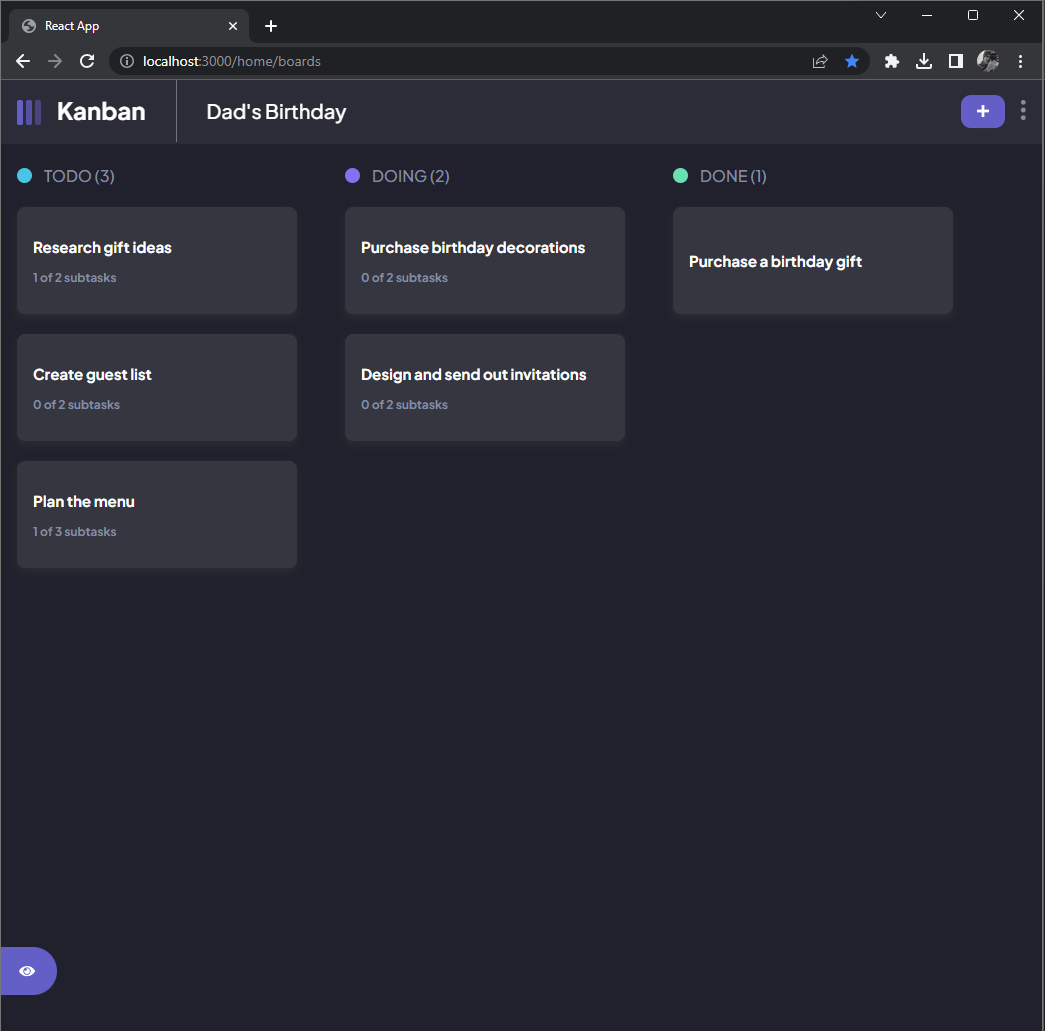 React App
localhost:3000/home/boards
Kanban
Dad's Birthday
TODO (3)
Research gift ideas
1 of 2 subtasks
Create guest list
0 of 2 subtasks
Plan the menu
1 of 3 subtasks
DOING (2)
Purchase birthday decorations
0 of 2 subtasks
Design and send out invitations
0 of 2 subtasks
DONE (1)
Purchase a birthday gift